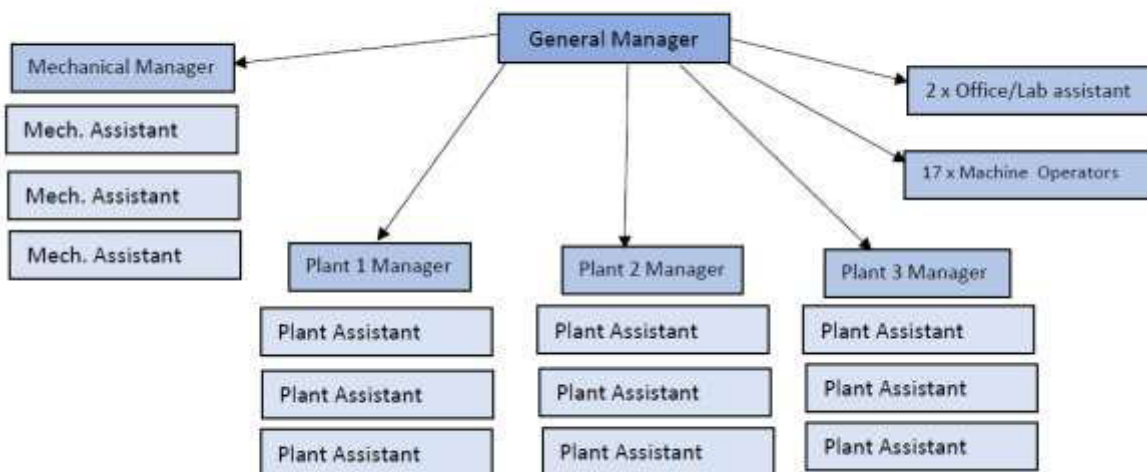 General Manager
Mechanical Manager
2 x Office/Lab assistant
Mech. Assistant
17 x Machine Operators
Mech. Assistant
Mech. Assistant
Plant 1 Manager
Plant 2 Manager
Plant 3 Manager
Plant Assistant
Plant Assistant
Plant Assistant
Plant Assistant
Plant Assistant
Plant Assistant
Plant Assistant
Plant Assistant
Plant Assistant